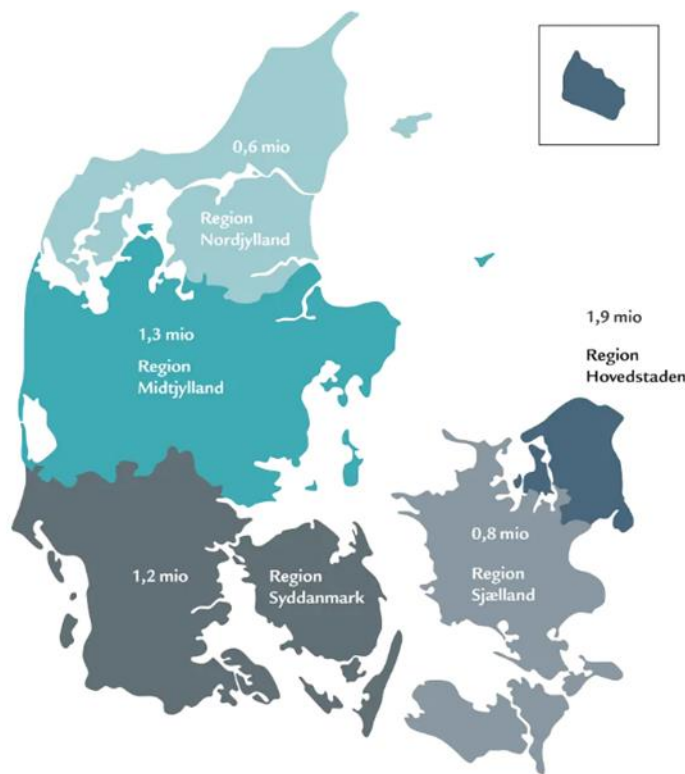 0,6 mio
Region
Nordjylland
1,3 mio
Region
Midtjylland
1,9 mio
Region
Hovedstaden
1,2 mio
Region
Syddanmark
0,8 mio
Region
Sjælland